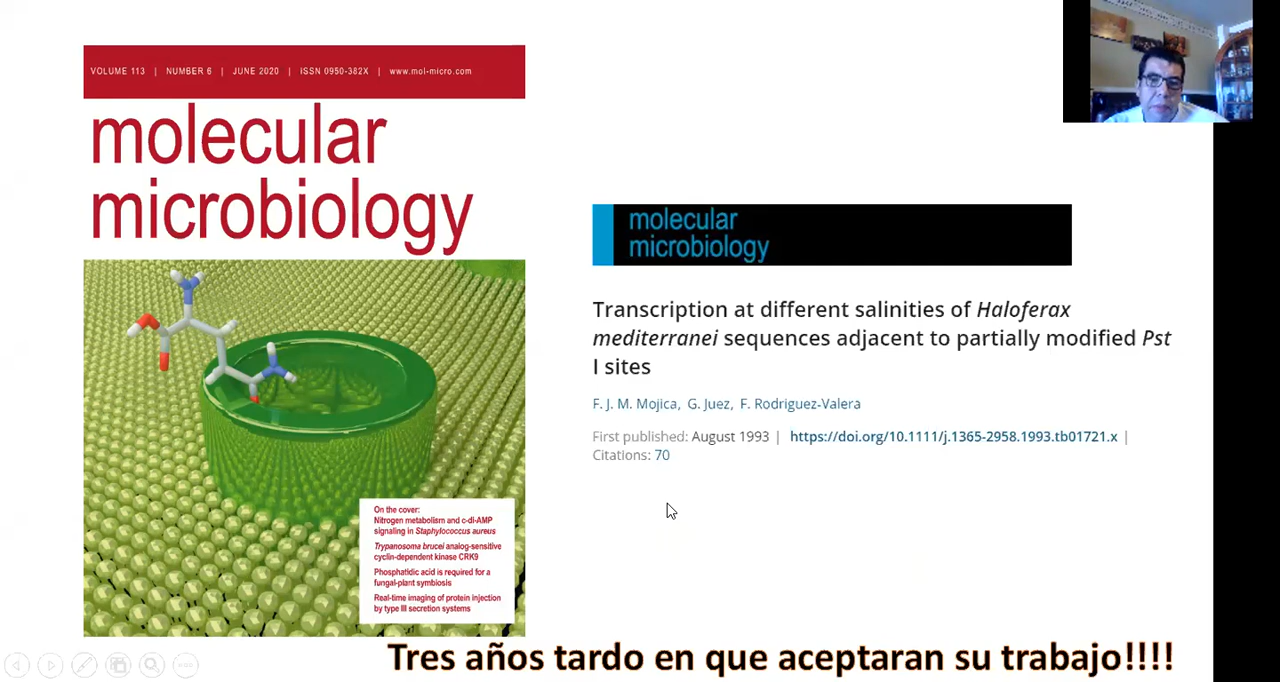 VOLUME 113 | NUMBER 6 | JUNE 2020 | ISSN 0950-382X | www.mol-micro.com
molecular
microbiology
On the cover:
Nitrogen metabolism and c-di-AMP
signaling in Staphylococcus aureus
Trypanosoma brucei analog-sensitive
cyclin-dependent kinase CRK9
Phosphatidic acid is required for a
fungal-plant symbiosis
Real-time imaging of protein injection
by type III secretion systems
molecular
microbiology
Transcription at different salinities of Haloferax
mediterranei sequences adjacent to partially modified Pst
I sites
F. J. M. Mojica, G. Juez, F. Rodriguez-Valera
First published: August 1993 | https://doi.org/10.1111/j.1365-2958.1993.tb01721.x |
Citations: 70
Tres años tardo en que aceptaran su trabajo!!!!